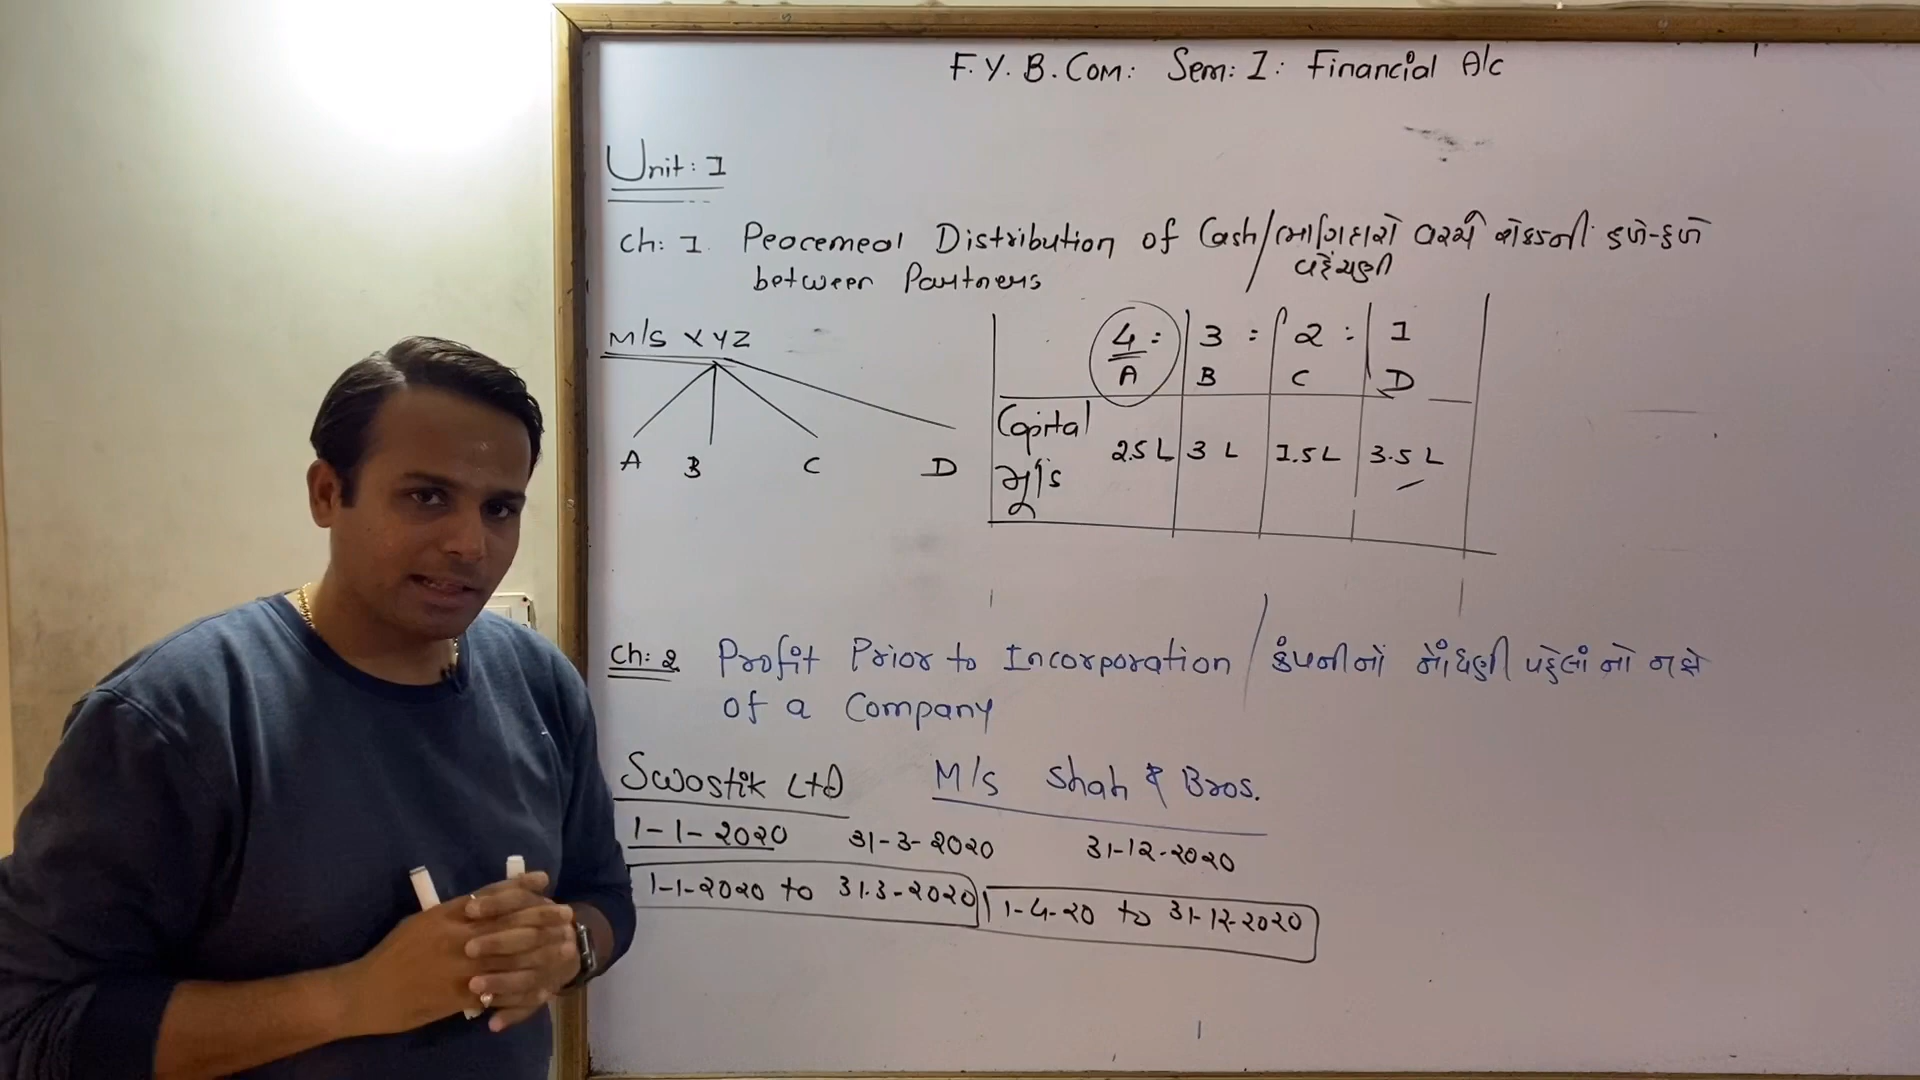 F.Y.B.Com: Sem: I: Financial A/c
Unit: I
Ch: 1. Peacemeal Distribution of Cash/ભાગિદારો વચ્ચે રોકડની હપ્તે-હપ્તે
between Partners વહેંચણી
M/S XYZ
A B C D
4 : 3 : 2 : 1
A B C D
Capital
મૂ/s
2.5 L 3 L 1.5 L 3.5 L
Ch: 2 Profit Prior to Incorporation / કંપનીનો નોંધણી પહેલાં નો નફો
of a Company
Swastik Ltd M/s Shah & Bros.
1-1-2020 31-3-2020 31-12-2020
1-1-2020 to 31.3-2020 1-4-20 to 31-12-2020